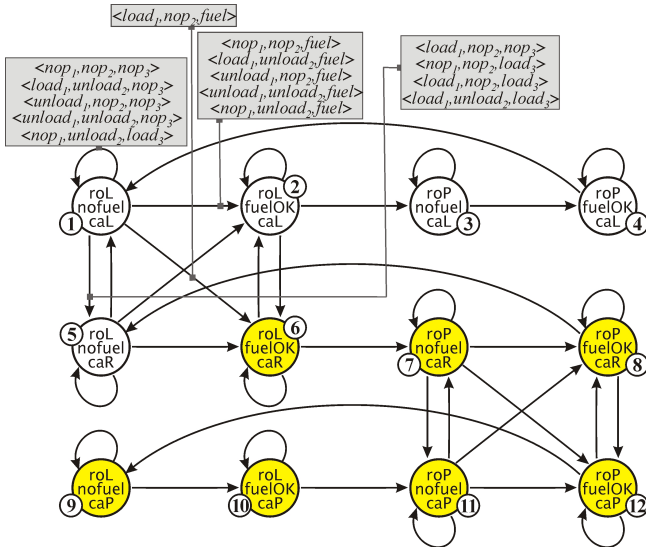 <load1,nop2,fuel>
<nop1,nop2,nop3>
<load1,unload2,nop3>
<unload1,nop2,nop3>
<unload1,unload2,nop3>
<nop1,unload2,load3>
<nop1,nop2,fuel>
<load1,unload2,fuel>
<unload1,nop2,fuel>
<unload1,unload2,fuel>
<nop1,unload2,fuel>
<load1,nop2,nop3>
<nop1,nop2,load3>
<load1,nop2,load3>
<load1,unload2,load3>
roL
nofuel
caL
1
roL
fuelOK
caL
2
roP
nofuel
caL
3
roP
fuelOK
caL
4
roL
nofuel
caR
5
roL
fuelOK
caR
6
roP
nofuel
caR
7
roP
fuelOK
caR
8
roL
nofuel
caP
9
roL
fuelOK
caP
10
roP
nofuel
caP
11
roP
fuelOK
caP
12